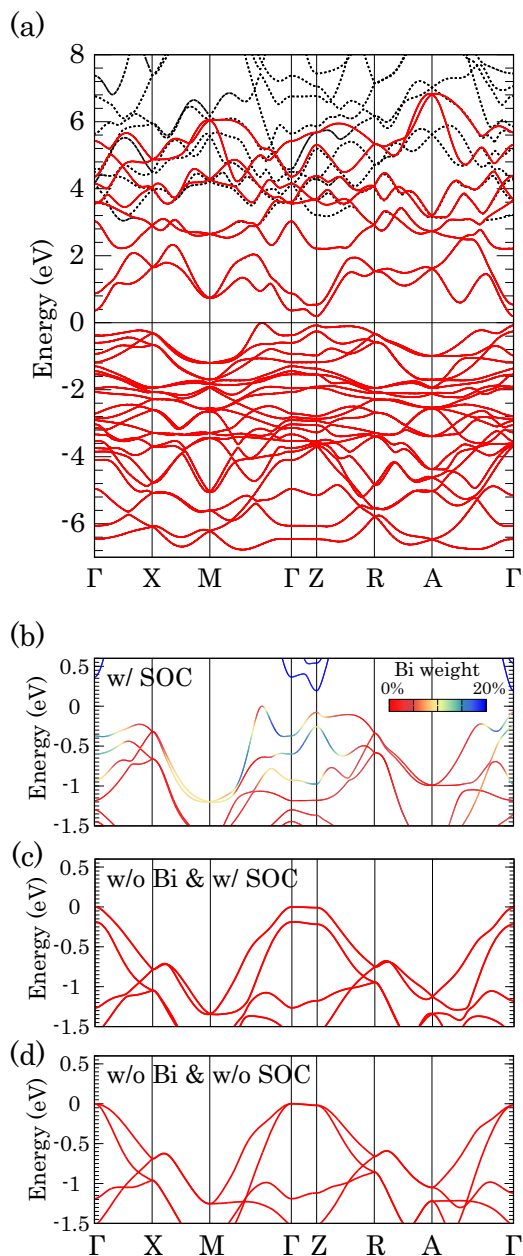 (a)
8
6
4
2
0
-2
-4
-6
Energy (eV)
Γ X M Γ Z R A Γ
(b)
w/ SOC
Bi weight
0% 20%
0.5
0
-0.5
-1
-1.5
Energy (eV)
(c)
w/o Bi & w/ SOC
0.5
0
-0.5
-1
-1.5
Energy (eV)
(d)
w/o Bi & w/o SOC
0.5
0
-0.5
-1
-1.5
Energy (eV)
Γ X M Γ Z R A Γ